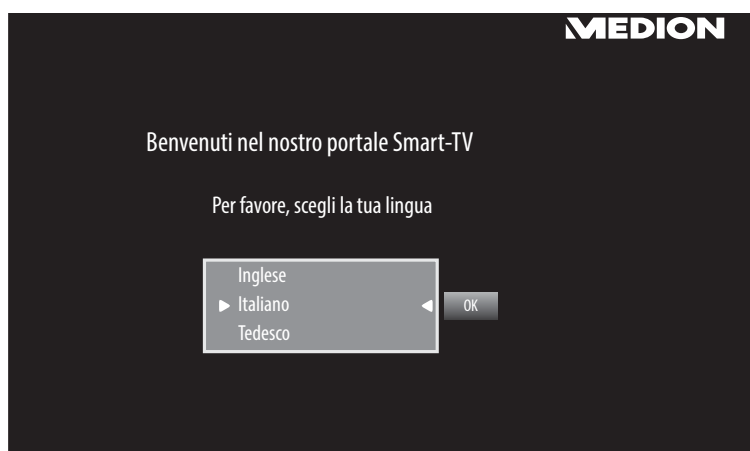 MEDION
Benvenuti nel nostro portale Smart-TV
Per favore, scegli la tua lingua
Inglese
Italiano
OK
Tedesco